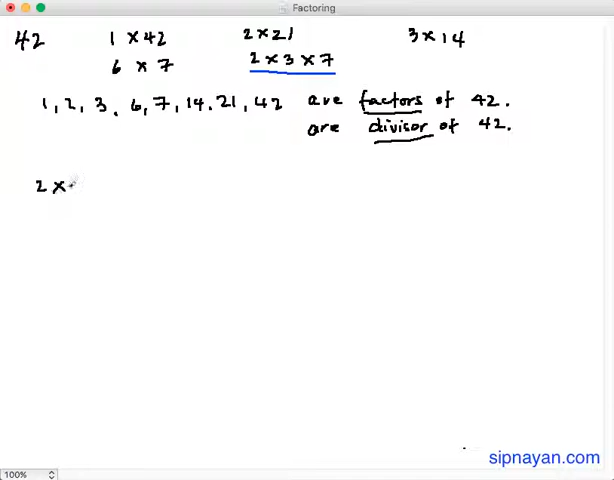 Factoring
42 1 × 42 2 × 21 3 × 14
6 × 7 2 × 3 × 7
1, 2, 3, 6, 7, 14, 21, 42 are factors of 42.
are divisor of 42.
2 ×
sipnayan.com
100%